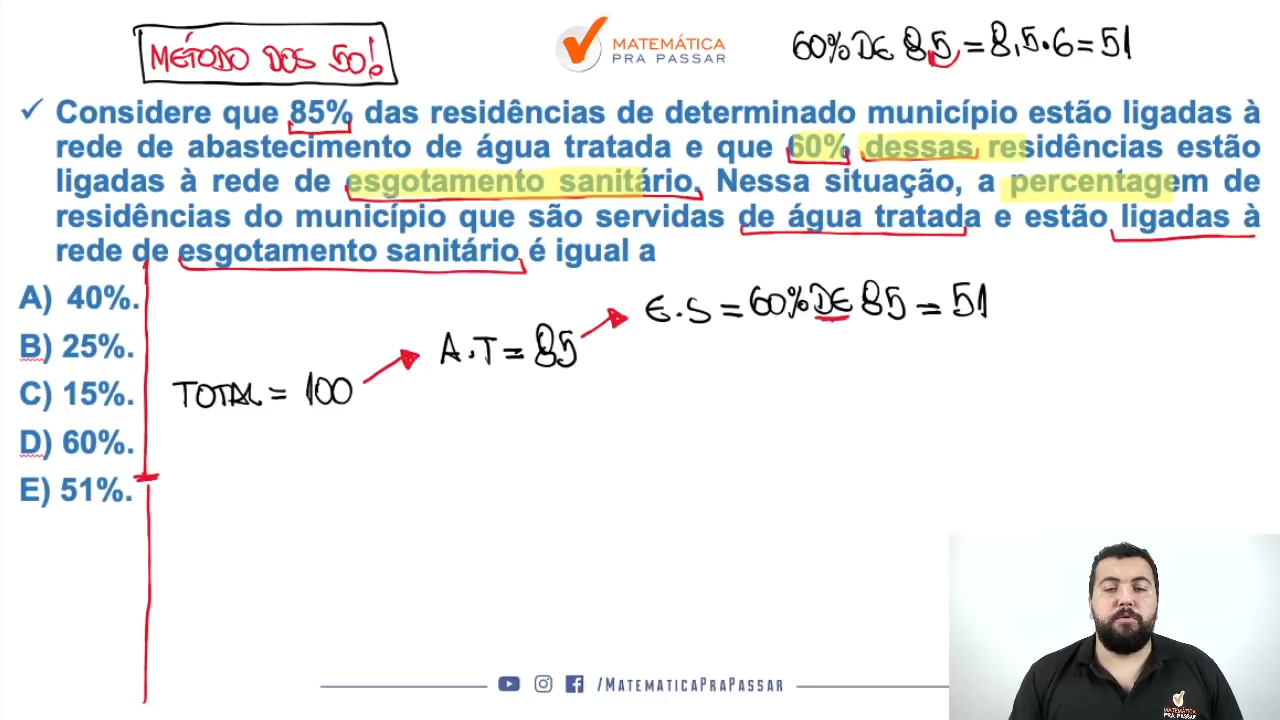 MÉTODO DOS 50!
MATEMÁTICA
PRA PASSAR
60% DE 85 = 8,5·6 = 51
✓ Considere que 85% das residências de determinado município estão ligadas à
rede de abastecimento de água tratada e que 60% dessas residências estão
ligadas à rede de esgotamento sanitário. Nessa situação, a percentagem de
residências do município que são servidas de água tratada e estão ligadas à
rede de esgotamento sanitário é igual a
A) 40%.
B) 25%.
C) 15%.
D) 60%.
E) 51%.
E.S = 60% DE 85 = 51
A.T = 85
TOTAL = 100
MATEMÁTICA
PRA PASSAR
/MATEMATICAPRAPASSAR